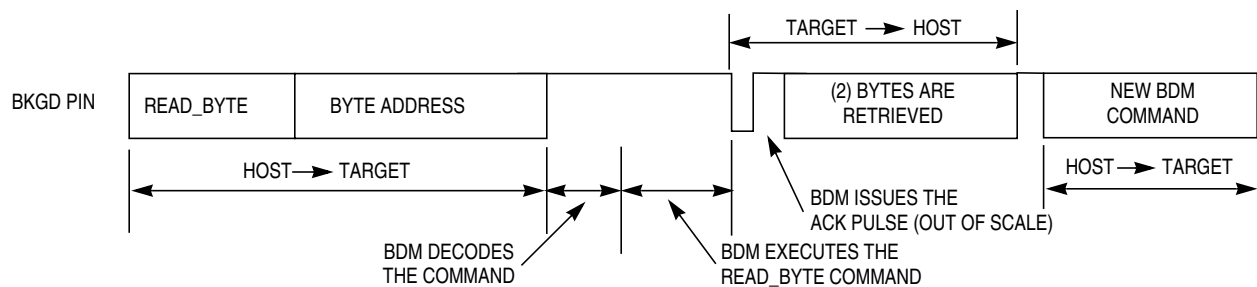 TARGET → HOST
BKGD PIN
READ_BYTE
BYTE ADDRESS
(2) BYTES ARE
RETRIEVED
NEW BDM
COMMAND
HOST → TARGET
HOST → TARGET
BDM ISSUES THE
ACK PULSE (OUT OF SCALE)
BDM DECODES
THE COMMAND
BDM EXECUTES THE
READ_BYTE COMMAND